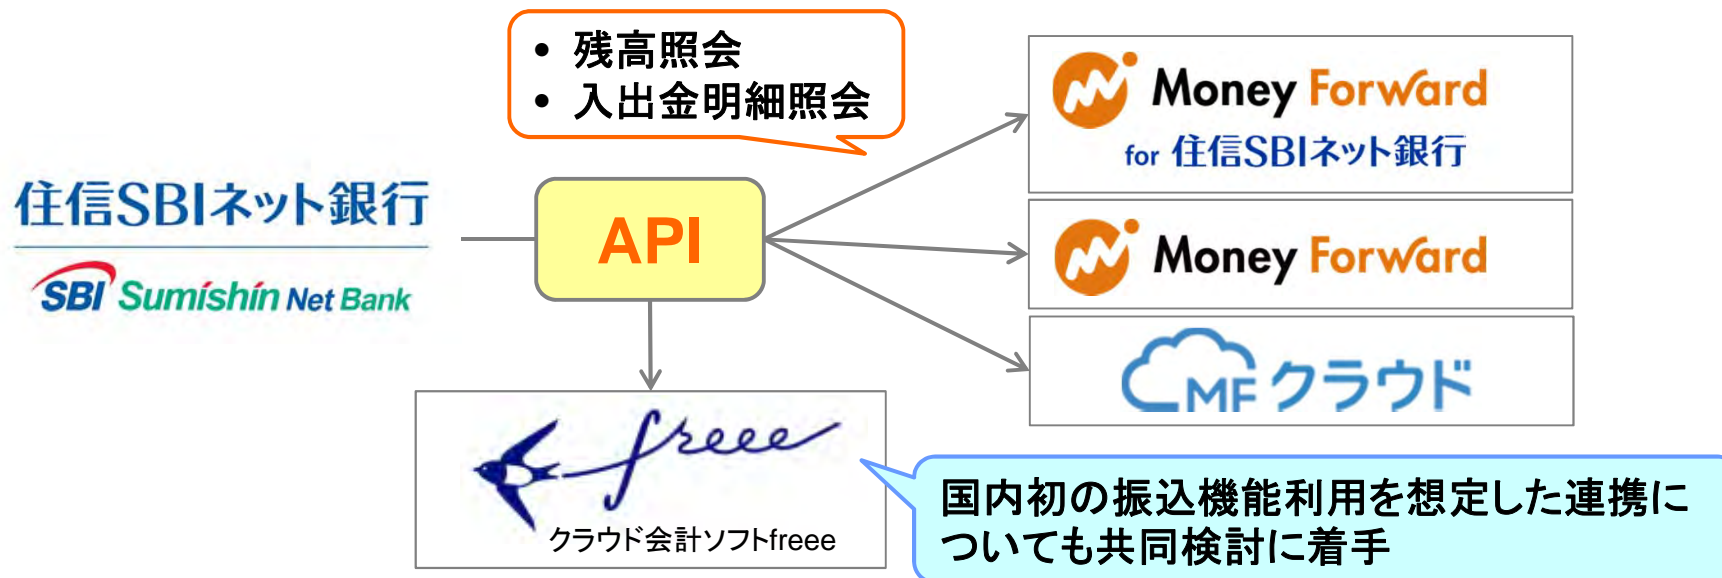 • 残高照会
• 入出金明細照会
Money Forward
for 住信SBIネット銀行
住信SBIネット銀行
SBI Sumishin Net Bank
API
Money Forward
MFクラウド
freee
クラウド会計ソフトfreee
国内初の振込機能利用を想定した連携に
ついても共同検討に着手